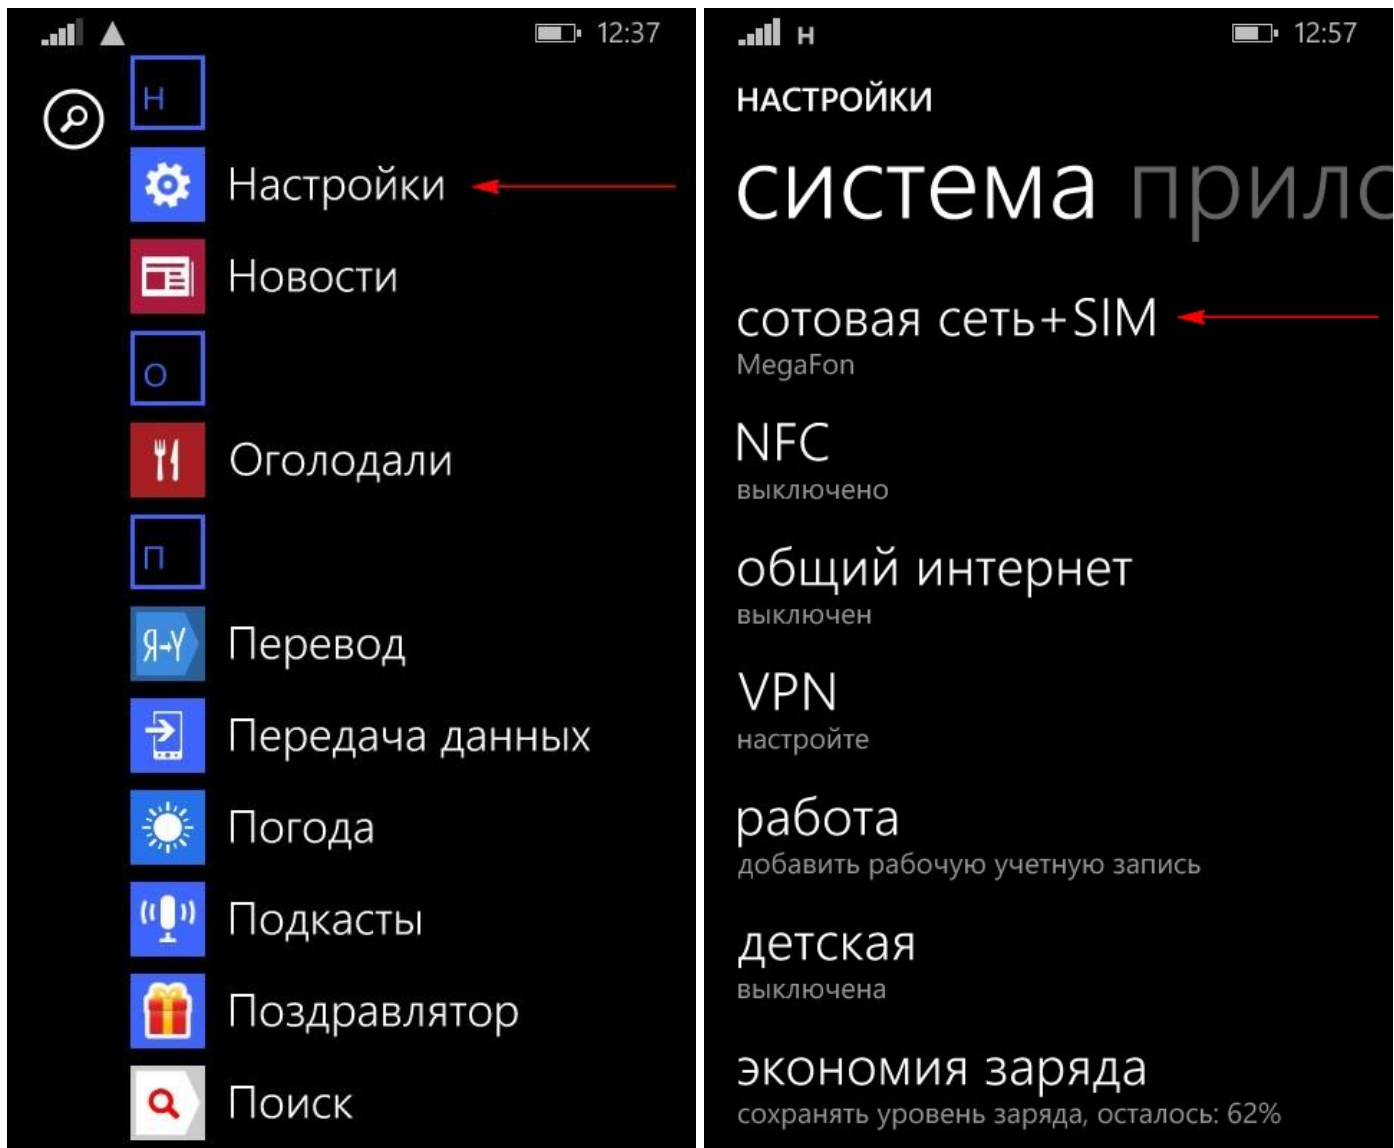 12:37
Н
Настройки
Новости
О
Оголодали
П
Я→Y
Перевод
Передача данных
Погода
Подкасты
Поздравлятор
Поиск
H
12:57
НАСТРОЙКИ
система прило
сотовая сеть+SIM
MegaFon
NFC
выключено
общий интернет
выключен
VPN
настройте
работа
добавить рабочую учетную запись
детская
выключена
экономия заряда
сохранять уровень заряда, осталось: 62%